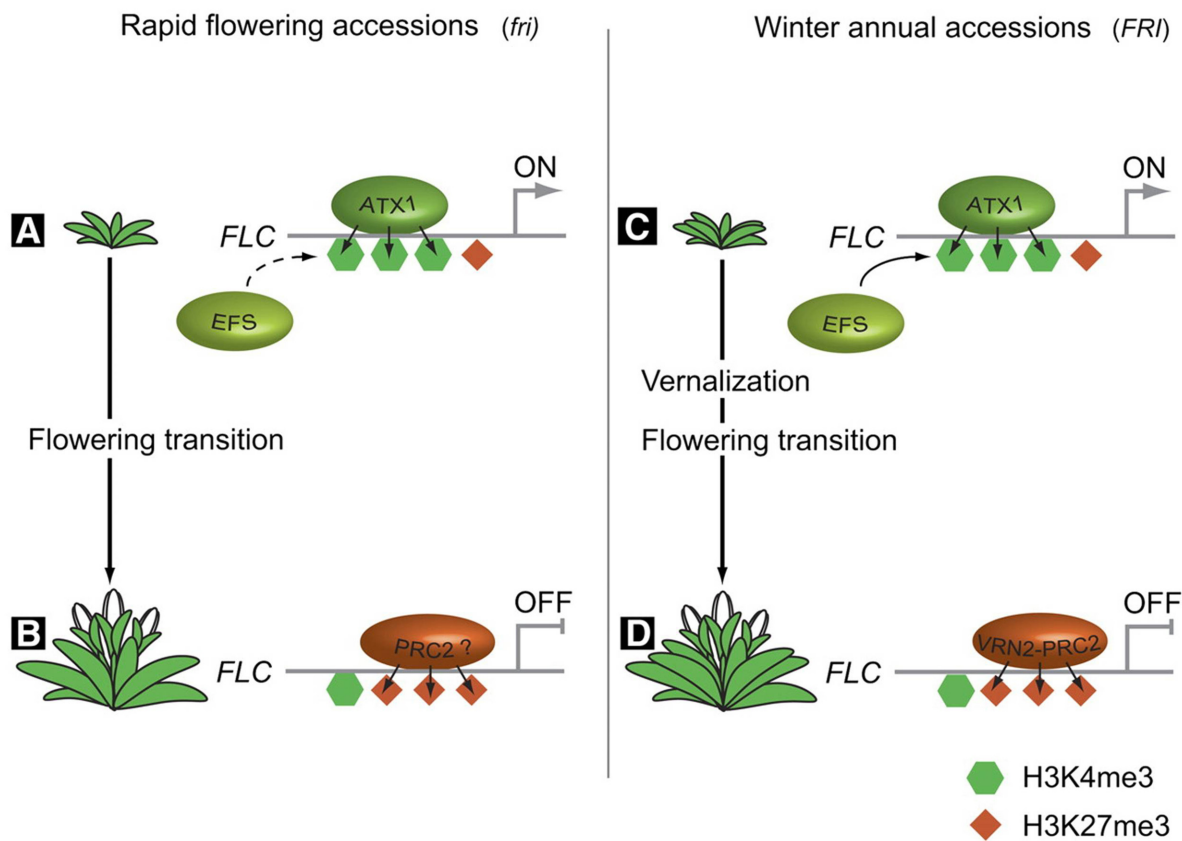 Rapid flowering accessions (fri)
Winter annual accessions (FRI)
A
FLC
ATX1
ON
EFS
Flowering transition
B
FLC
PRC2 ?
OFF
C
FLC
ATX1
ON
EFS
Vernalization
Flowering transition
D
FLC
VRN2-PRC2
OFF
H3K4me3
H3K27me3